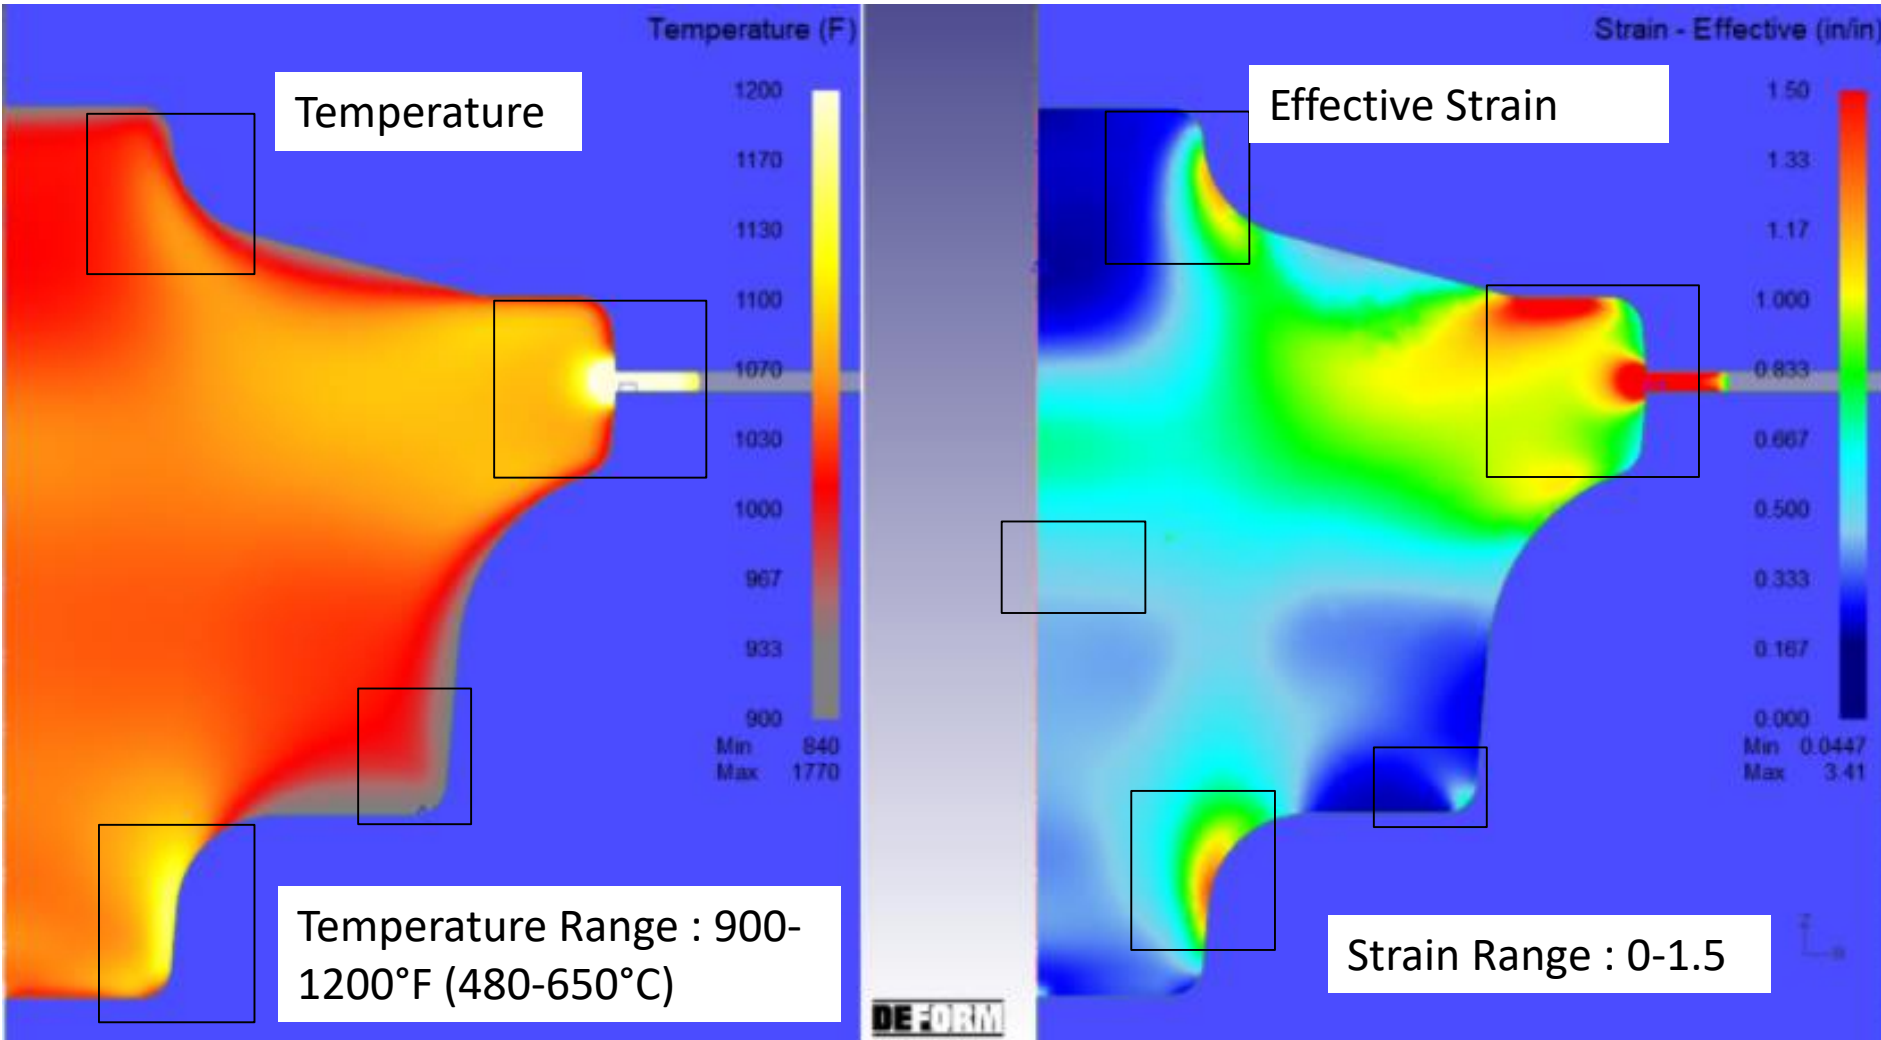 Temperature (F)
Temperature
1200
1170
1130
1100
1070
1030
1000
967
933
900
Min 840
Max 1770
Temperature Range : 900-
1200°F (480-650°C)
DEFORM
Strain - Effective (in/in)
Effective Strain
1.50
1.33
1.17
1.000
0.833
0.667
0.500
0.333
0.167
0.000
Min 0.0447
Max 3.41
Strain Range : 0-1.5
Z